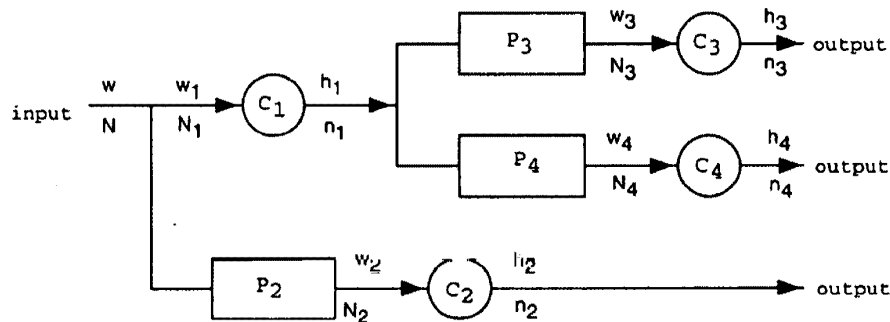 w₃ h₃
P₃ C₃ output
N₃ n₃
w w₁ h₁
input C₁
N N₁ n₁
w₄ h₄
P₄ C₄ output
N₄ n₄
w₂ h₂
P₂ C₂ output
N₂ n₂